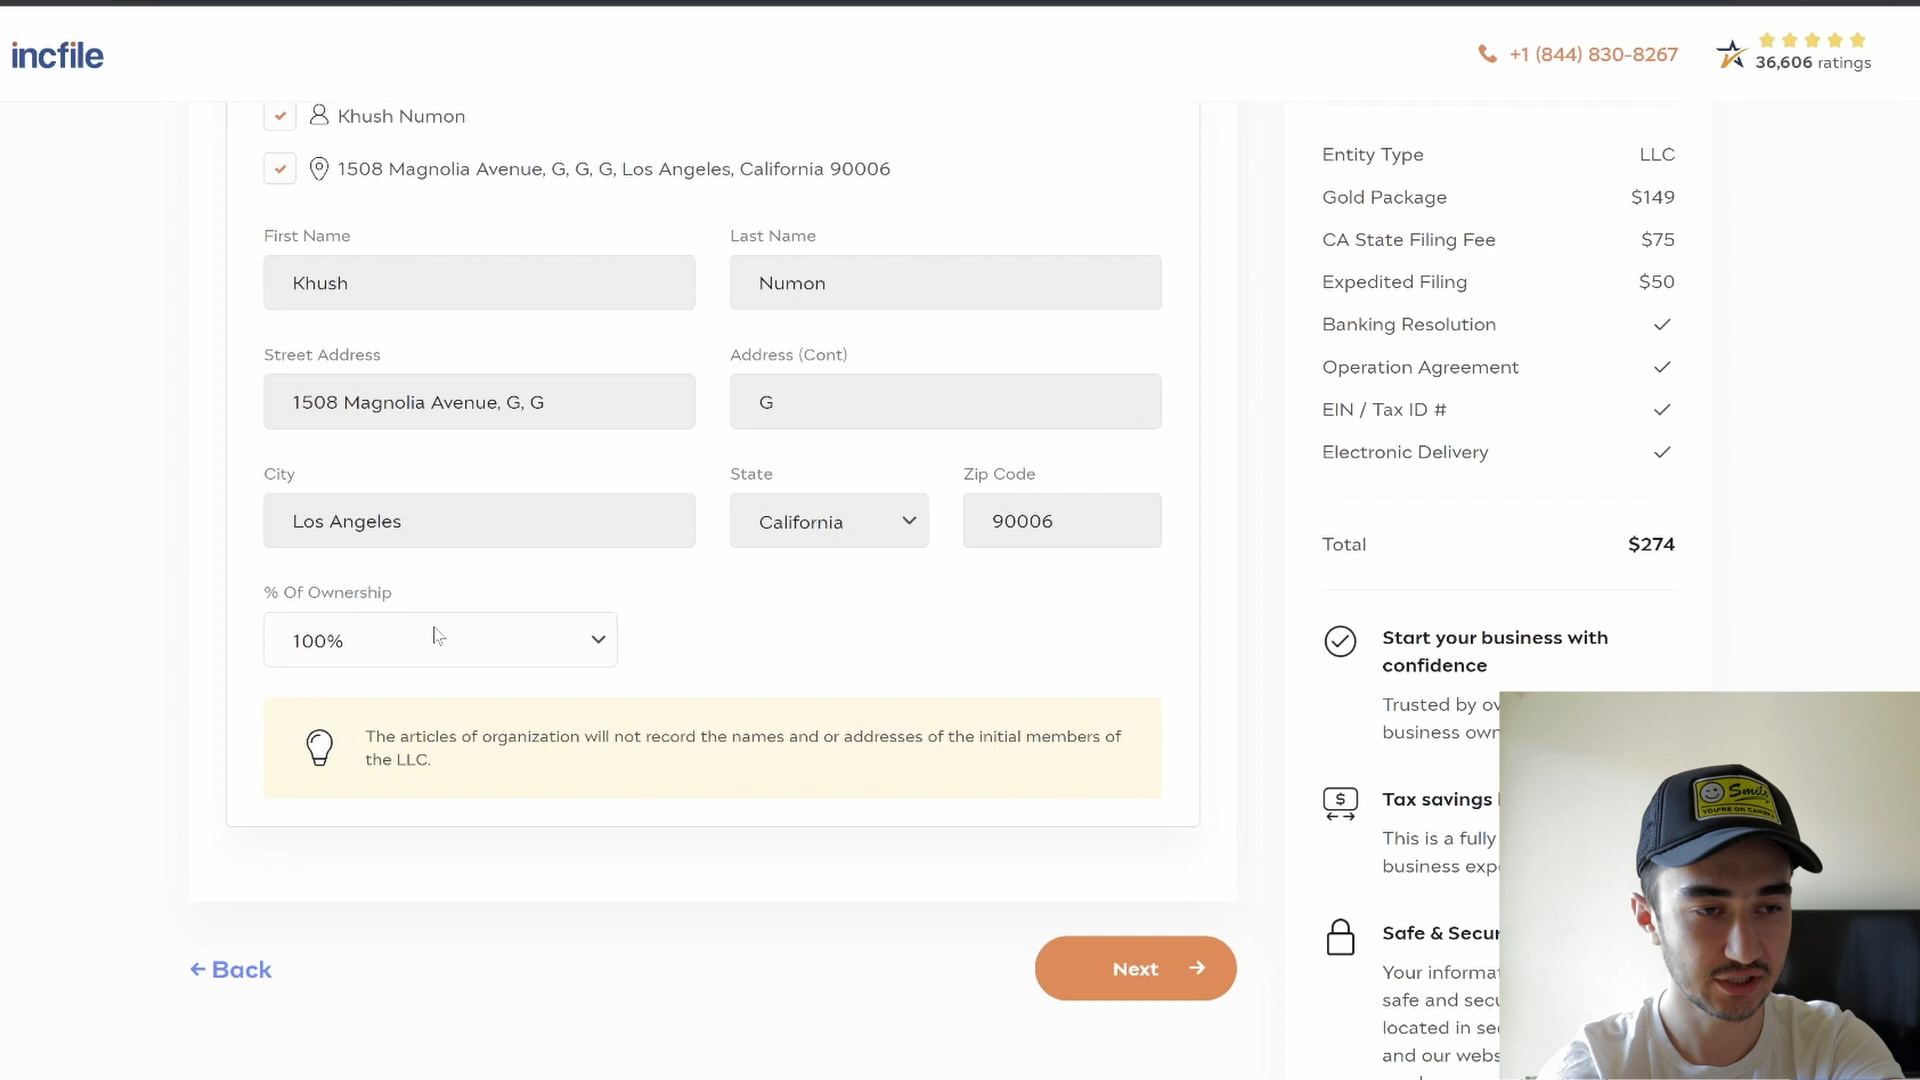 incfile
+1 (844) 830-8267
36,606 ratings
Khush Numon
1508 Magnolia Avenue, G, G, G, Los Angeles, California 90006
First Name
Last Name
Khush
Numon
Street Address
Address (Cont)
1508 Magnolia Avenue, G, G
G
City
State
Zip Code
Los Angeles
California
90006
% Of Ownership
100%
The articles of organization will not record the names and or addresses of the initial members of
the LLC.
← Back
Next →
Entity Type LLC
Gold Package $149
CA State Filing Fee $75
Expedited Filing $50
Banking Resolution
Operation Agreement
EIN / Tax ID #
Electronic Delivery
Total $274
Start your business with
confidence
Trusted by
business
Tax savings
This is a fully
business
Safe &
Your
safe and
located in
and our
Smile
YOU'RE ON CAMERA